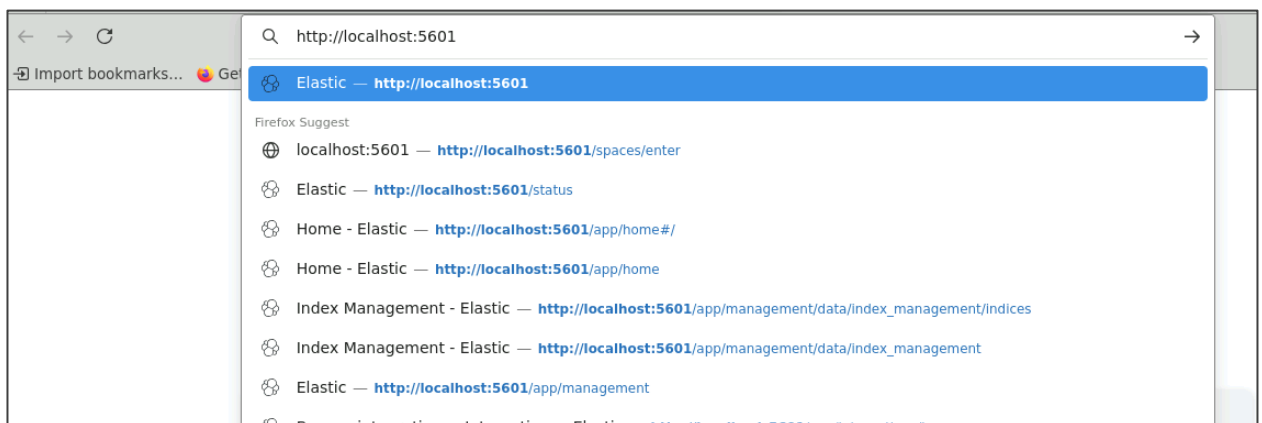 http://localhost:5601
Import bookmarks... Get
Elastic — http://localhost:5601
Firefox Suggest
localhost:5601 — http://localhost:5601/spaces/enter
Elastic — http://localhost:5601/status
Home - Elastic — http://localhost:5601/app/home#/
Home - Elastic — http://localhost:5601/app/home
Index Management - Elastic — http://localhost:5601/app/management/data/index_management/indices
Index Management - Elastic — http://localhost:5601/app/management/data/index_management
Elastic — http://localhost:5601/app/management